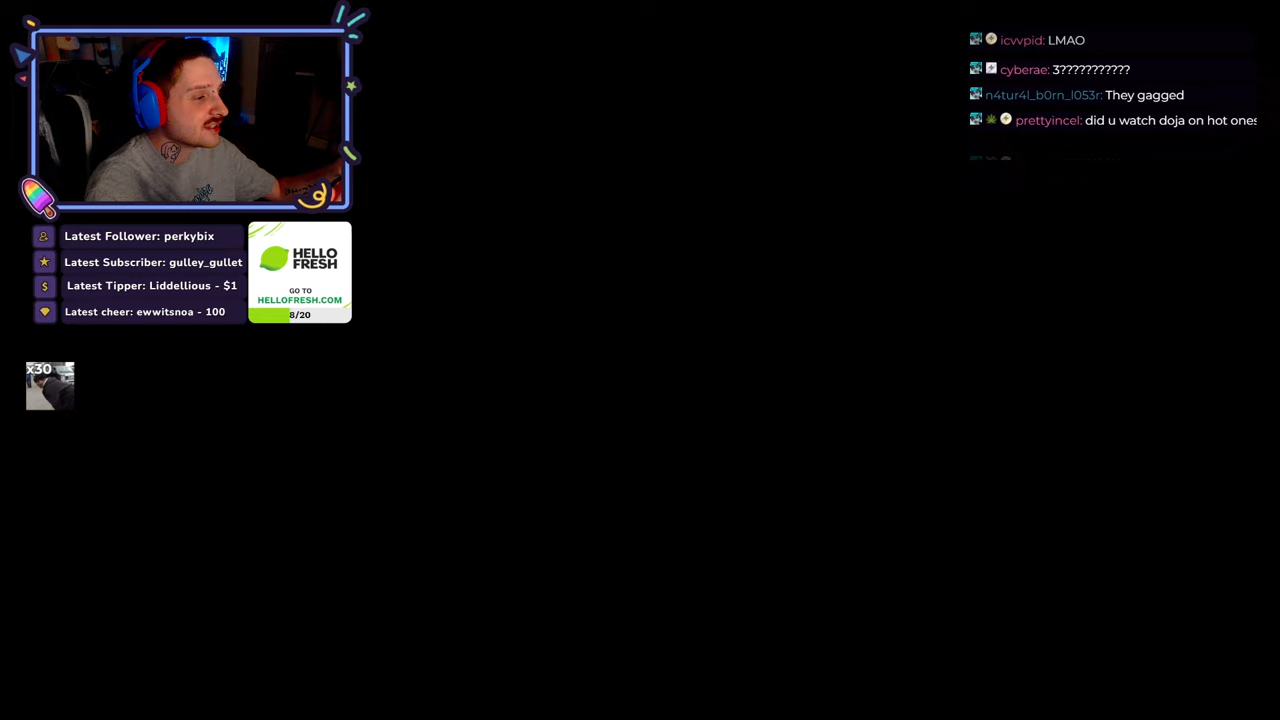 icvvpid: LMAO
cyberae: 3???????????
n4tur4l_b0rn_l053r: They gagged
prettyincel: did u watch doja on hot ones
Latest Follower: perkybix
Latest Subscriber: gulley_gullet
Latest Tipper: Liddellious - $1
Latest cheer: ewwitsnoa - 100
HELLO
FRESH
GO TO
HELLOFRESH.COM
8/20
x30